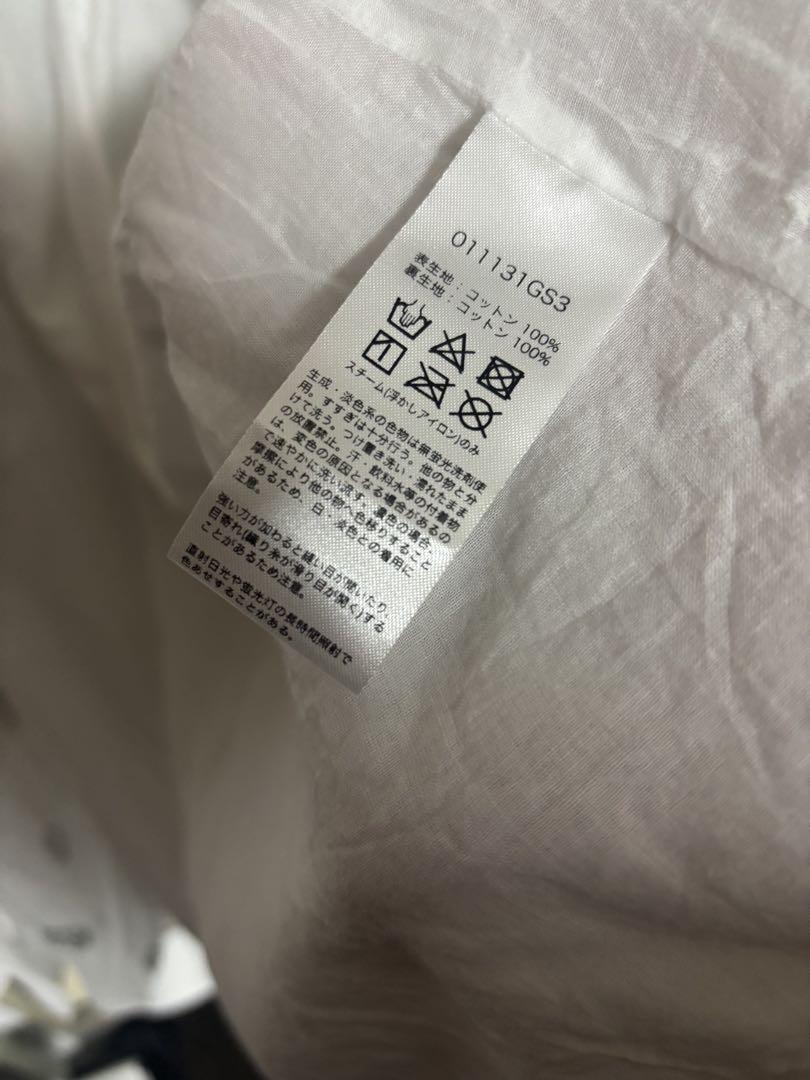 011131GS3
表生地：コットン 100%
裏生地：コットン 100%
スチーム(浮かしアイロン)のみ
生成・淡色系の色物は無蛍光洗剤使
用。すすぎは十分行う。他の物と分
けて洗う。つけ置き洗い・濡れたまま
の放置禁止。汗・飲料水等の付着物
は、変色の原因となる場合があるの
で速やかに洗い流す。濃色の場合、
摩擦により他の物へ色移りすること
があるため、白、淡色との着用に
注意。
強い力が加わると縫い目が開いたり、
目寄れ(織り糸が滑り目が開く)する
ことがあるため注意。
直射日光や蛍光灯の長時間照射で
色あせすることがある。